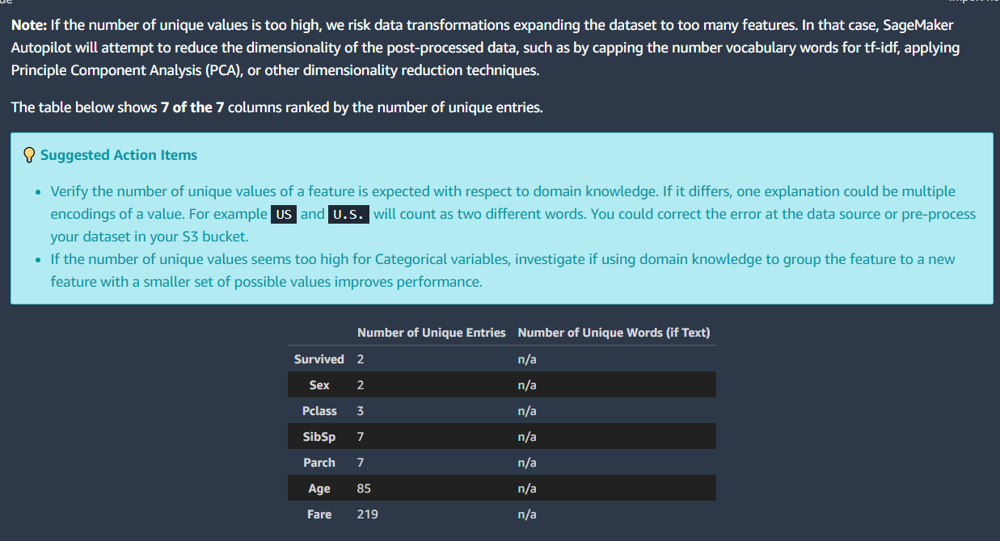 Note: If the number of unique values is too high, we risk data transformations expanding the dataset to too many features. In that case, SageMaker
Autopilot will attempt to reduce the dimensionality of the post-processed data, such as by capping the number vocabulary words for tf-idf, applying
Principle Component Analysis (PCA), or other dimensionality reduction techniques.
The table below shows 7 of the 7 columns ranked by the number of unique entries.
Suggested Action Items
• Verify the number of unique values of a feature is expected with respect to domain knowledge. If it differs, one explanation could be multiple
encodings of a value. For example US and U.S. will count as two different words. You could correct the error at the data source or pre-process
your dataset in your S3 bucket.
• If the number of unique values seems too high for Categorical variables, investigate if using domain knowledge to group the feature to a new
feature with a smaller set of possible values improves performance.
Number of Unique Entries Number of Unique Words (if Text)
Survived 2 n/a
Sex 2 n/a
Pclass 3 n/a
SibSp 7 n/a
Parch 7 n/a
Age 85 n/a
Fare 219 n/a